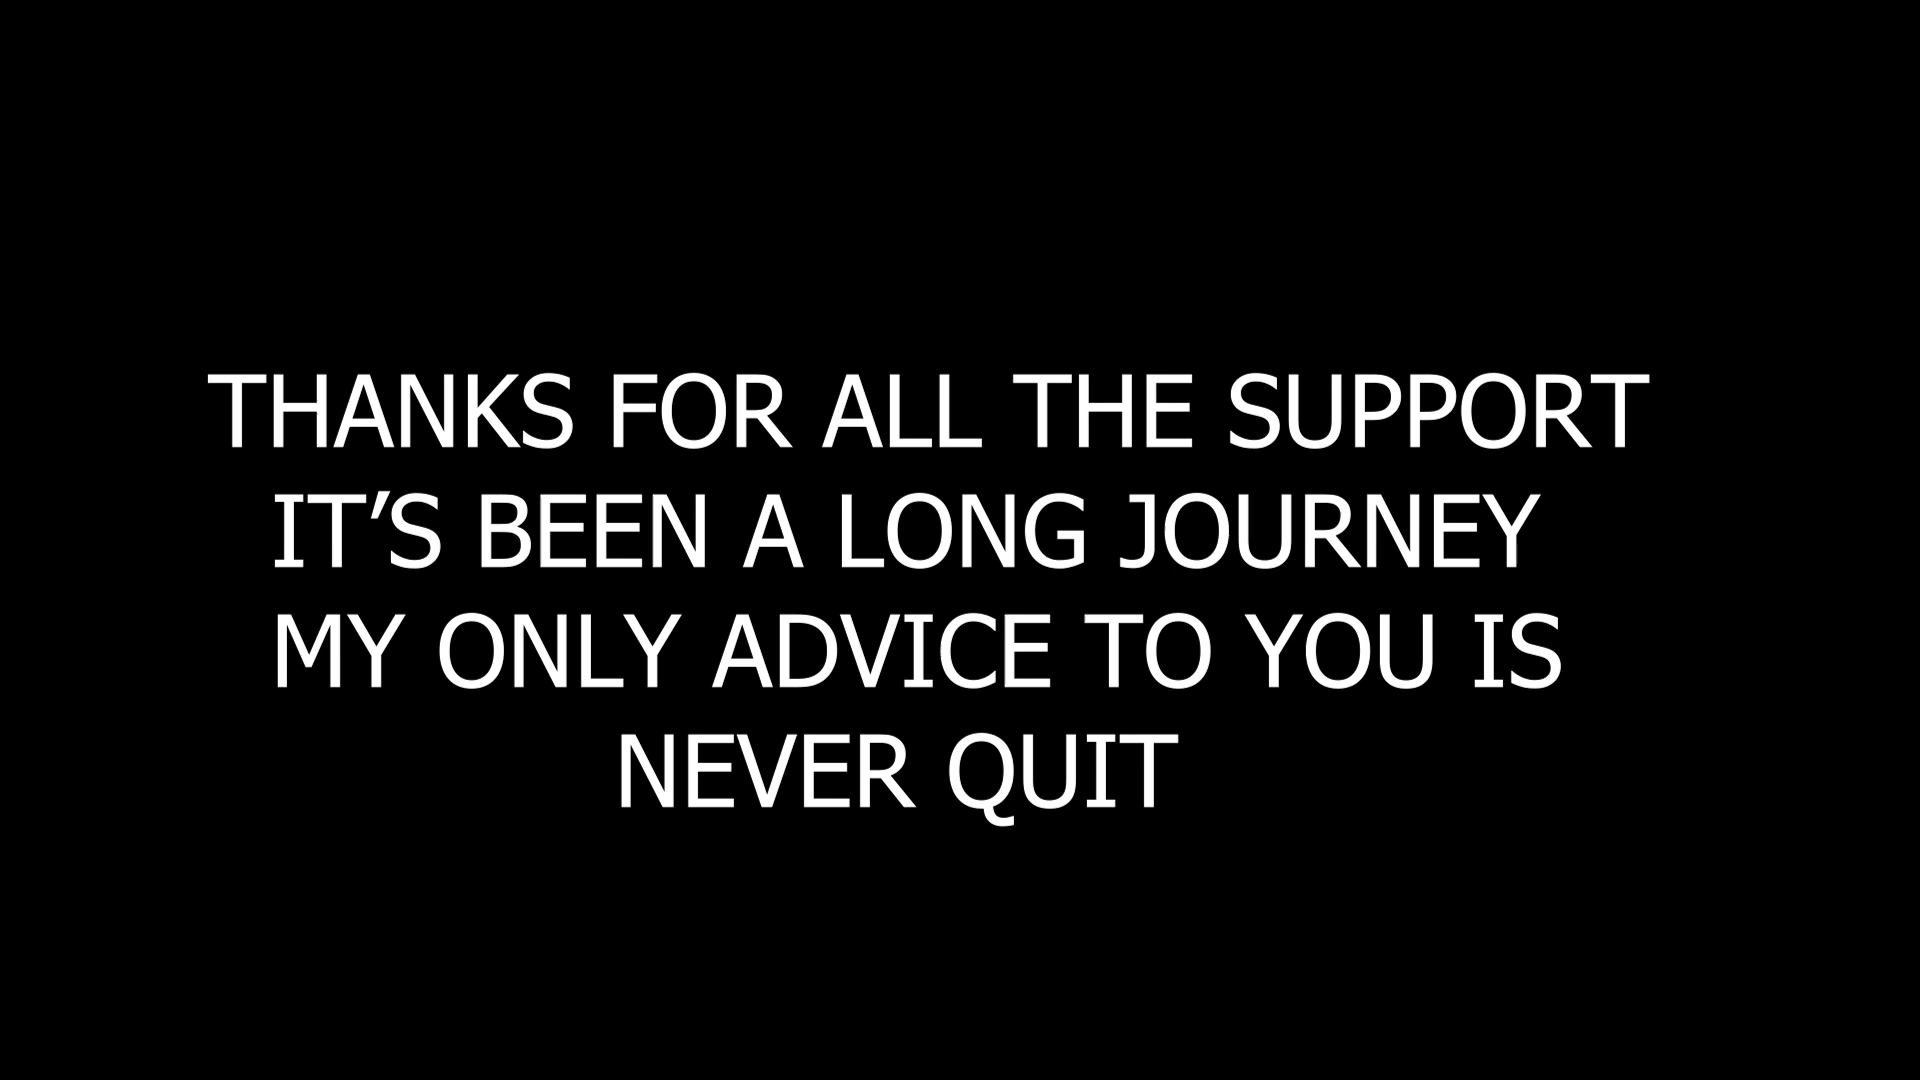 THANKS FOR ALL THE SUPPORT
IT’S BEEN A LONG JOURNEY
MY ONLY ADVICE TO YOU IS
NEVER QUIT